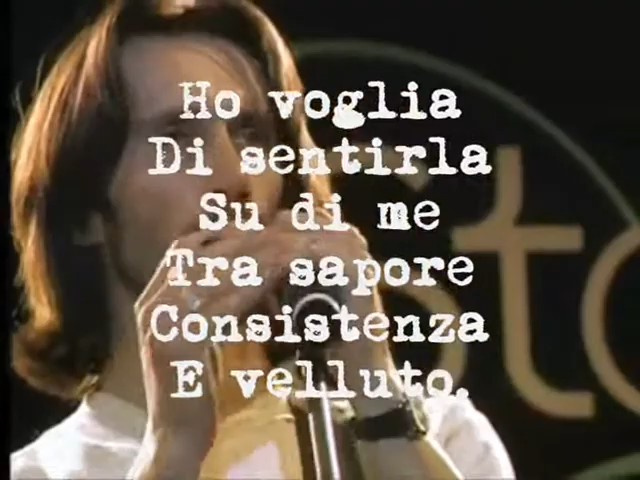 Ho voglia
Di sentirla
Su di me
Tra sapore
Consistenza
E velluto.